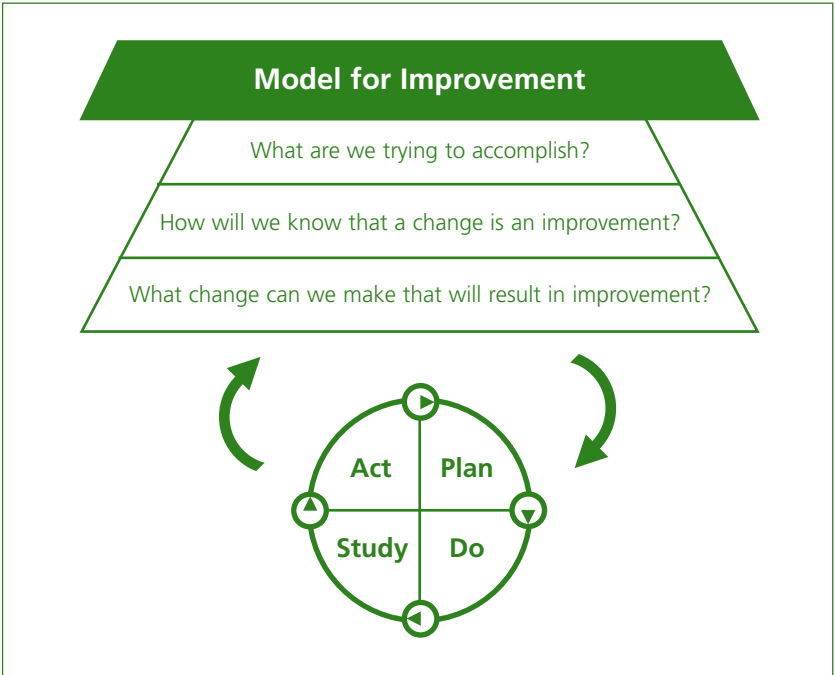 Model for Improvement
What are we trying to accomplish?
How will we know that a change is an improvement?
What change can we make that will result in improvement?
Act Plan
Study Do